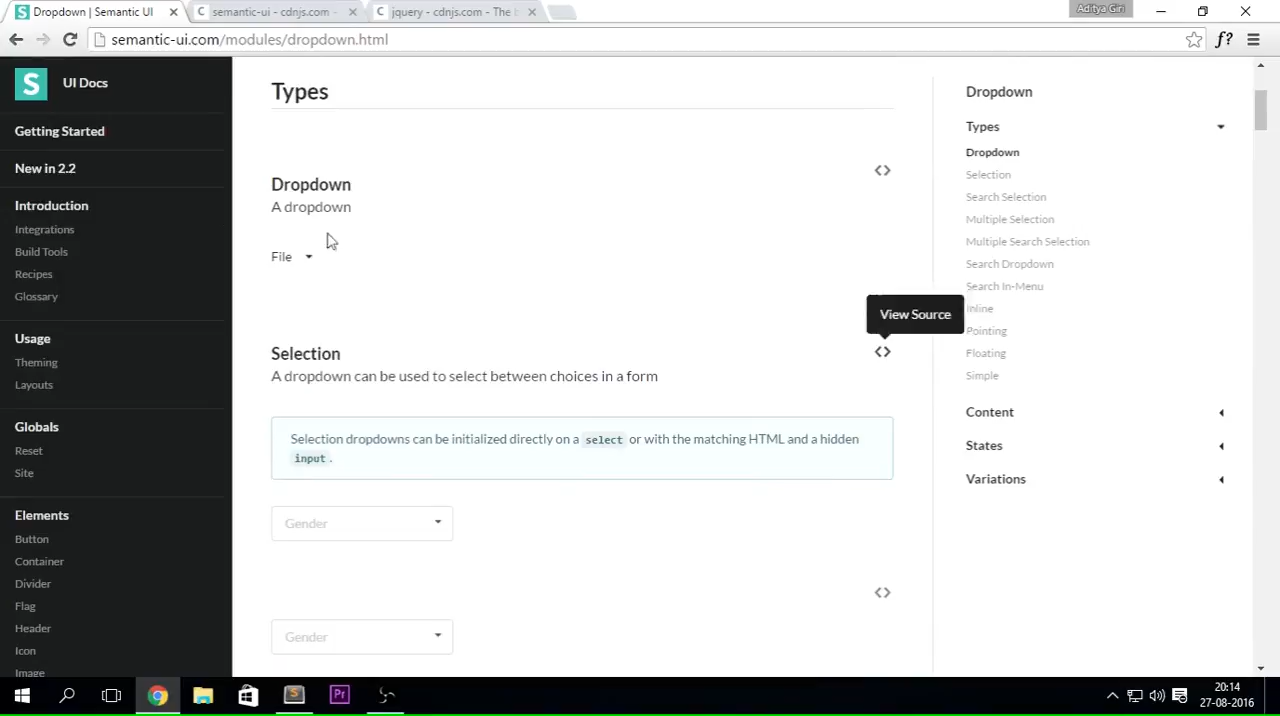 Dropdown | Semantic UI
semantic-ui - cdnjs.com -
jquery - cdnjs.com - The b
Aditya Giri
semantic-ui.com/modules/dropdown.html
f?
S
UI Docs
Getting Started
New in 2.2
Introduction
Integrations
Build Tools
Recipes
Glossary
Usage
Theming
Layouts
Globals
Reset
Site
Elements
Button
Container
Divider
Flag
Header
Icon
Image
Types
Dropdown
A dropdown
File
View Source
Selection
A dropdown can be used to select between choices in a form
Selection dropdowns can be initialized directly on a select or with the matching HTML and a hidden
input .
Gender
Gender
Dropdown
Types
Dropdown
Selection
Search Selection
Multiple Selection
Multiple Search Selection
Search Dropdown
Search In-Menu
Inline
Pointing
Floating
Simple
Content
States
Variations
Pr
20:14
27-08-2016